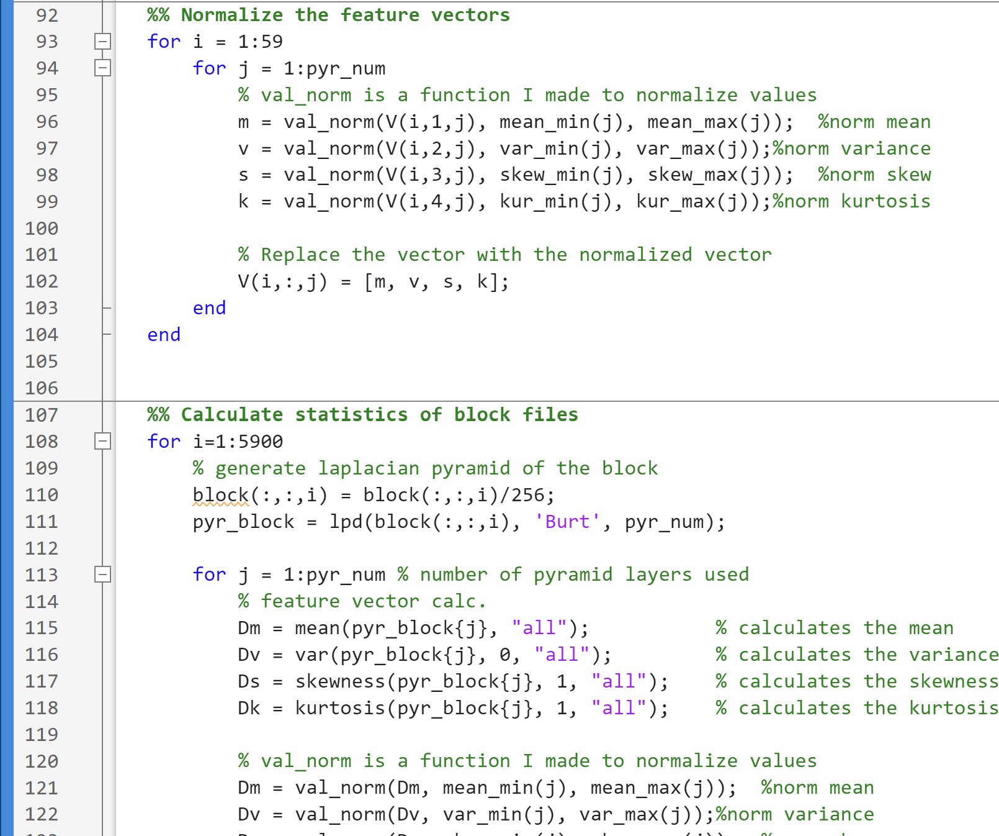 92 %% Normalize the feature vectors
93 for i = 1:59
94 for j = 1:pyr_num
95 % val_norm is a function I made to normalize values
96 m = val_norm(V(i,1,j), mean_min(j), mean_max(j));  %norm mean
97 v = val_norm(V(i,2,j), var_min(j), var_max(j));%norm variance
98 s = val_norm(V(i,3,j), skew_min(j), skew_max(j));  %norm skew
99 k = val_norm(V(i,4,j), kur_min(j), kur_max(j));%norm kurtosis
100
101 % Replace the vector with the normalized vector
102 V(i,:,j) = [m, v, s, k];
103 end
104 end
105
106
107 %% Calculate statistics of block files
108 for i=1:5900
109 % generate laplacian pyramid of the block
110 block(:,:,i) = block(:,:,i)/256;
111 pyr_block = lpd(block(:,:,i), 'Burt', pyr_num);
112
113 for j = 1:pyr_num % number of pyramid layers used
114 % feature vector calc.
115 Dm = mean(pyr_block{j}, "all"); % calculates the mean
116 Dv = var(pyr_block{j}, 0, "all"); % calculates the variance
117 Ds = skewness(pyr_block{j}, 1, "all"); % calculates the skewness
118 Dk = kurtosis(pyr_block{j}, 1, "all"); % calculates the kurtosis
119
120 % val_norm is a function I made to normalize values
121 Dm = val_norm(Dm, mean_min(j), mean_max(j));  %norm mean
122 Dv = val_norm(Dv, var_min(j), var_max(j));%norm variance